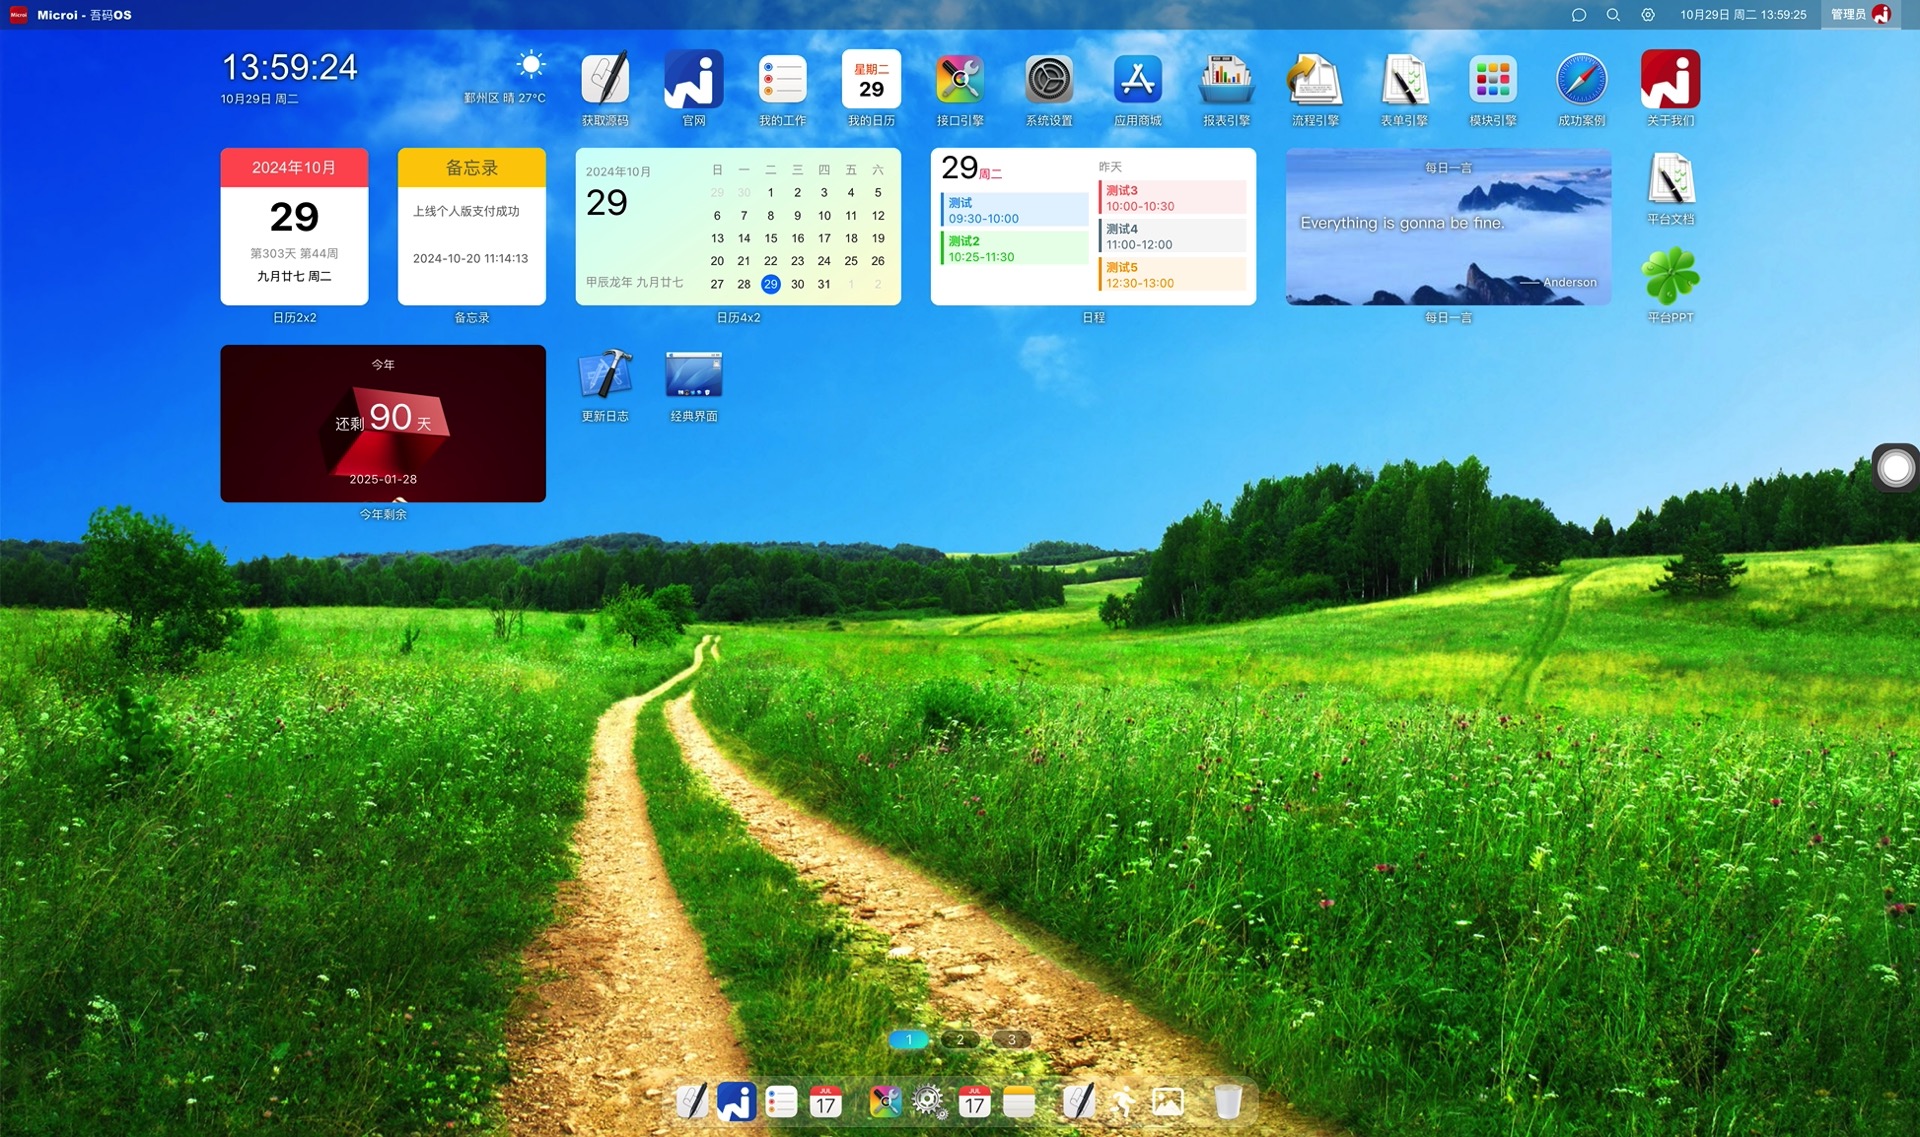 Microi
Microi - 吾码OS
10月29日 周二 13:59:25
管理员
13:59:24
10月29日 周二
鄞州区 晴 27°C
获取源码
官网
我的工作
星期二
29
我的日历
接口引擎
系统设置
应用商城
报表引擎
流程引擎
表单引擎
模块引擎
成功案例
关于我们
2024年10月
29
第303天 第44周
九月廿七 周二
日历2x2
备忘录
上线个人版支付成功
2024-10-20 11:14:13
备忘录
2024年10月
29
甲辰龙年 九月廿七
日 一 二 三 四 五 六
29 30 1 2 3 4 5
6 7 8 9 10 11 12
13 14 15 16 17 18 19
20 21 22 23 24 25 26
27 28 29 30 31 1 2
日历4x2
29周二
测试
09:30-10:00
测试2
10:25-11:30
昨天
测试3
10:00-10:30
测试4
11:00-12:00
测试5
12:30-13:00
日程
每日一言
Everything is gonna be fine.
—— Anderson
每日一言
平台文档
平台PPT
今年
还剩 90 天
2025-01-28
今年剩余
更新日志
经典界面
1 2 3
JUL
17
JUL
17